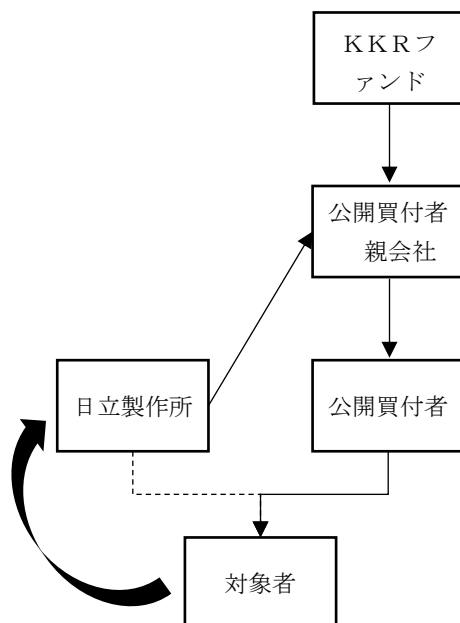 ＫＫＲフ
ァンド
公開買付者
親会社
日立製作所
公開買付者
対象者